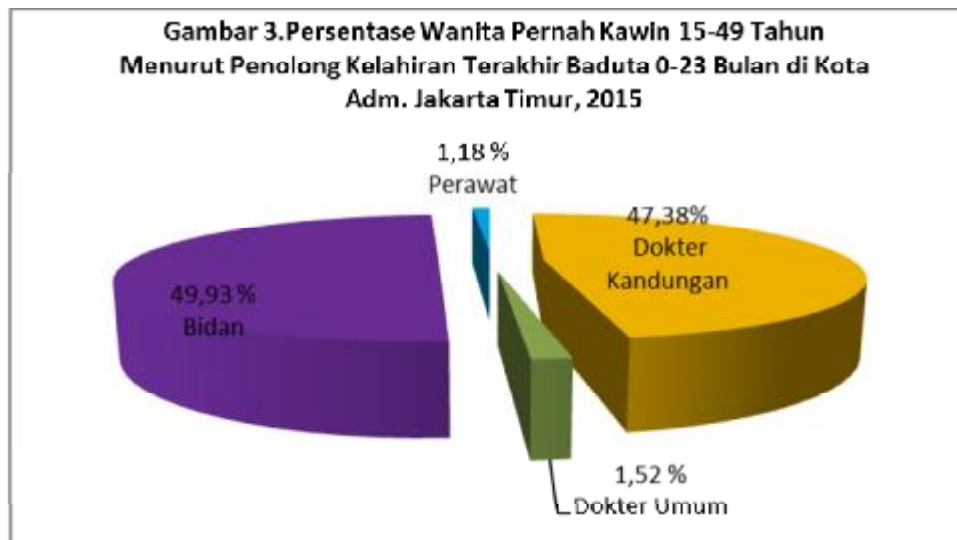 Gambar 3.Persentase Wanita Pernah Kawin 15-49 Tahun
Menurut Penolong Kelahiran Terakhir Baduta 0-23 Bulan di Kota
Adm. Jakarta Timur, 2015
1,18 %
Perawat
47,38%
Dokter
Kandungan
49,93 %
Bidan
1,52 %
Dokter Umum